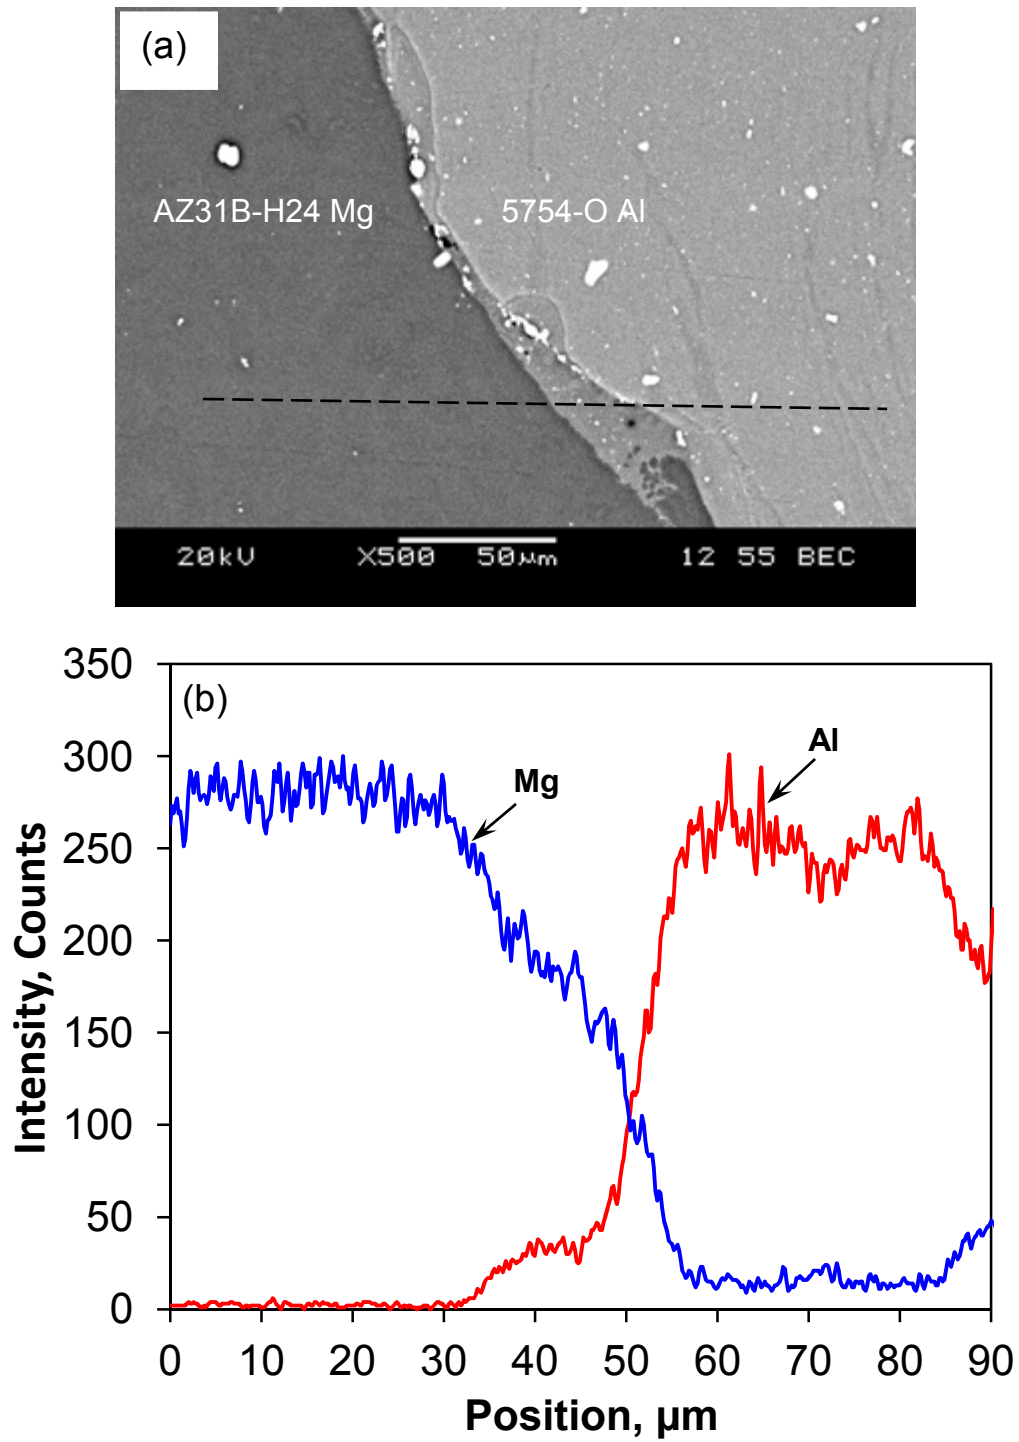 (a)
AZ31B-H24 Mg
5754-O Al
20kV X500 50µm 12 55 BEC
350
(b)
300
Al
Mg
250
200
150
100
50
0
Intensity, Counts
0 10 20 30 40 50 60 70 80 90
Position, µm